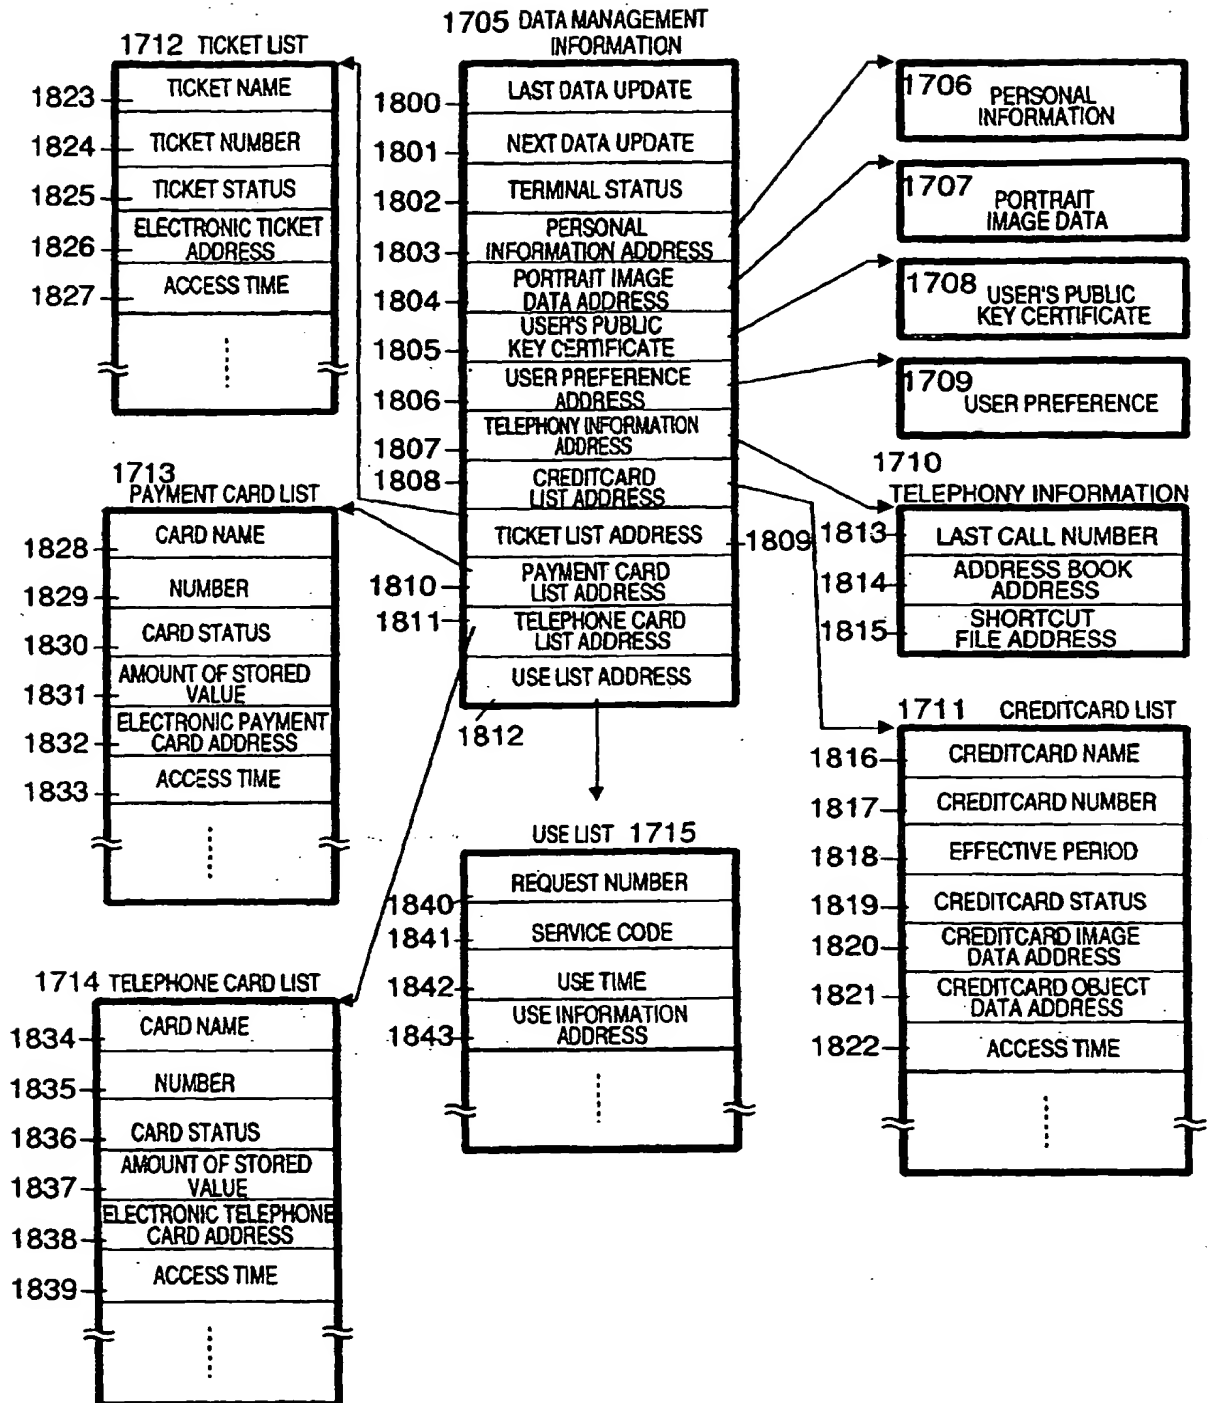 1712 TICKET LIST
1823
TICKET NAME
1824
TICKET NUMBER
1825
TICKET STATUS
1826
ELECTRONIC TICKET
ADDRESS
1827
ACCESS TIME
1713
PAYMENT CARD LIST
1828
CARD NAME
1829
NUMBER
1830
CARD STATUS
1831
AMOUNT OF STORED
VALUE
1832
ELECTRONIC PAYMENT
CARD ADDRESS
1833
ACCESS TIME
1714 TELEPHONE CARD LIST
1834
CARD NAME
1835
NUMBER
1836
CARD STATUS
1837
AMOUNT OF STORED
VALUE
1838
ELECTRONIC TELEPHONE
CARD ADDRESS
1839
ACCESS TIME
1705 DATA MANAGEMENT
INFORMATION
1800
LAST DATA UPDATE
1801
NEXT DATA UPDATE
1802
TERMINAL STATUS
1803
PERSONAL
INFORMATION ADDRESS
1804
PORTRAIT IMAGE
DATA ADDRESS
1805
USER'S PUBLIC
KEY CERTIFICATE
1806
USER PREFERENCE
ADDRESS
1807
TELEPHONY INFORMATION
ADDRESS
1808
CREDITCARD
LIST ADDRESS
TICKET LIST ADDRESS
1809
1810
PAYMENT CARD
LIST ADDRESS
1811
TELEPHONE CARD
LIST ADDRESS
USE LIST ADDRESS
1812
USE LIST 1715
1840
REQUEST NUMBER
1841
SERVICE CODE
1842
USE TIME
1843
USE INFORMATION
ADDRESS
1706
PERSONAL
INFORMATION
1707
PORTRAIT
IMAGE DATA
1708
USER'S PUBLIC
KEY CERTIFICATE
1709
USER PREFERENCE
1710
TELEPHONY INFORMATION
1813
LAST CALL NUMBER
1814
ADDRESS BOOK
ADDRESS
1815
SHORTCUT
FILE ADDRESS
1711 CREDITCARD LIST
1816
CREDITCARD NAME
1817
CREDITCARD NUMBER
1818
EFFECTIVE PERIOD
1819
CREDITCARD STATUS
1820
CREDITCARD IMAGE
DATA ADDRESS
1821
CREDITCARD OBJECT
DATA ADDRESS
1822
ACCESS TIME